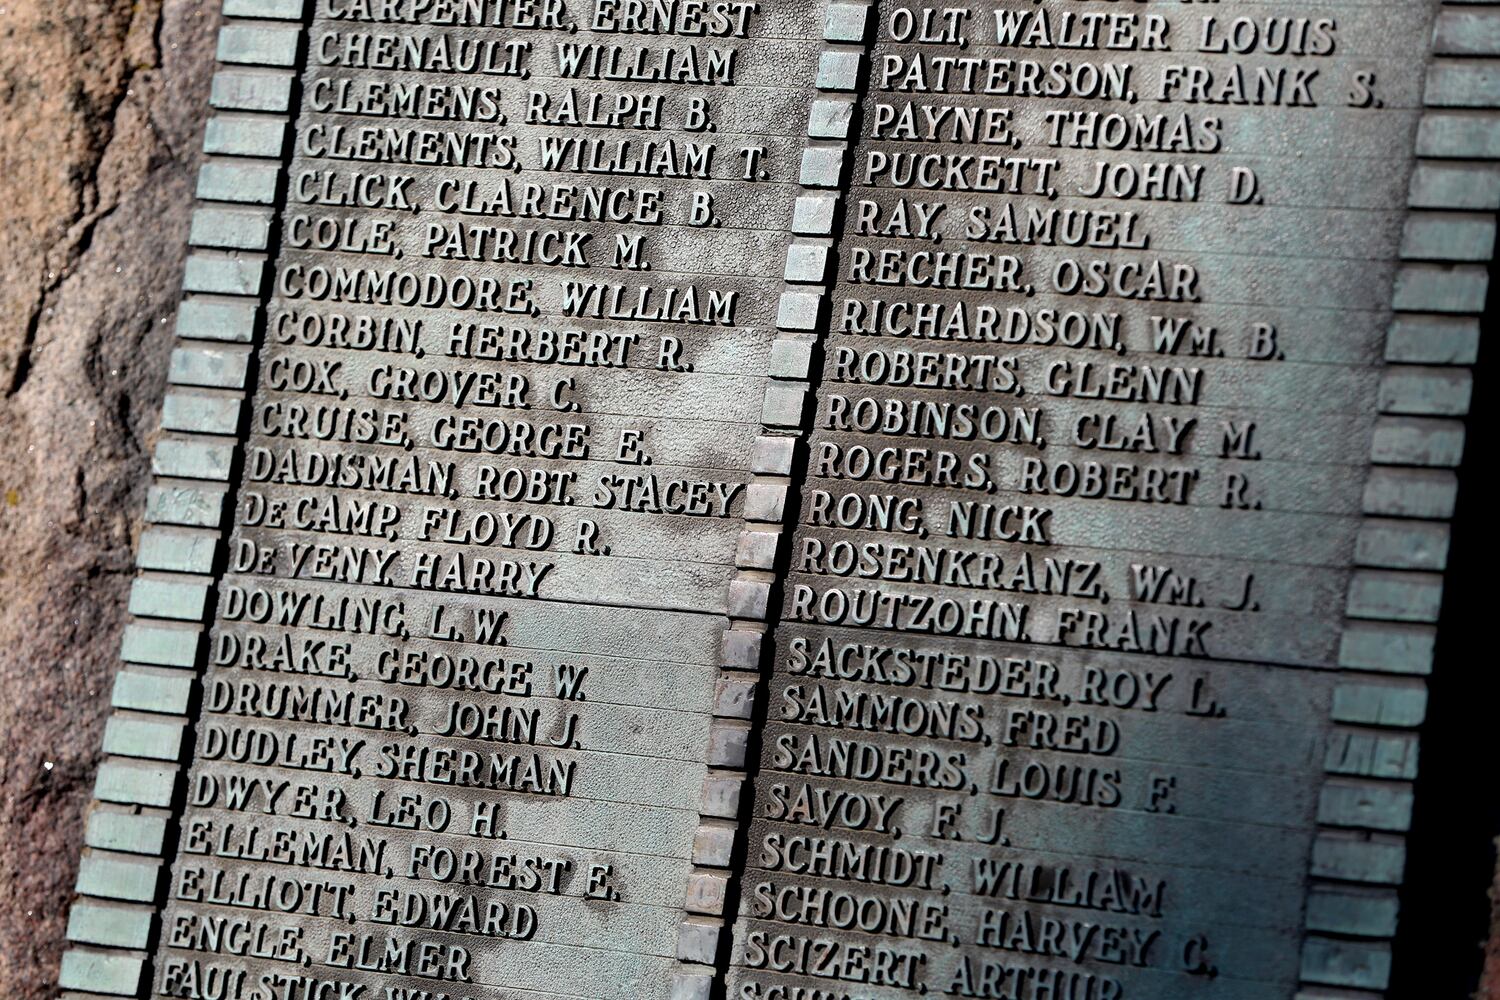 CARPENTER, ERNEST
CHENAULT, WILLIAM
CLEMENS, RALPH B.
CLEMENTS, WILLIAM T.
CLICK, CLARENCE B.
COLE, PATRICK M.
COMMODORE, WILLIAM
CORBIN, HERBERT R.
COX, GROVER C.
CRUISE, GEORGE E.
DADISMAN, ROBT. STACEY
DeCAMP, FLOYD R.
DeVENY, HARRY
DOWLING, L.W.
DRAKE, GEORGE W.
DRUMMER, JOHN J.
DUDLEY, SHERMAN
DWYER, LEO H.
ELLEMAN, FOREST E.
ELLIOTT, EDWARD
ENGLE, ELMER
FAULSTICK,
OLT, WALTER LOUIS
PATTERSON, FRANK S.
PAYNE, THOMAS
PUCKETT, JOHN D.
RAY, SAMUEL
RECHER, OSCAR
RICHARDSON, WM. B.
ROBERTS, GLENN
ROBINSON, CLAY M.
ROGERS, ROBERT R.
RONG, NICK
ROSENKRANZ, WM. J.
ROUTZOHN, FRANK
SACKSTEDER, ROY L.
SAMMONS, FRED
SANDERS, LOUIS F.
SAVOY, F. J.
SCHMIDT, WILLIAM
SCHOONE, HARVEY C.
SCIZERT, ARTHUR